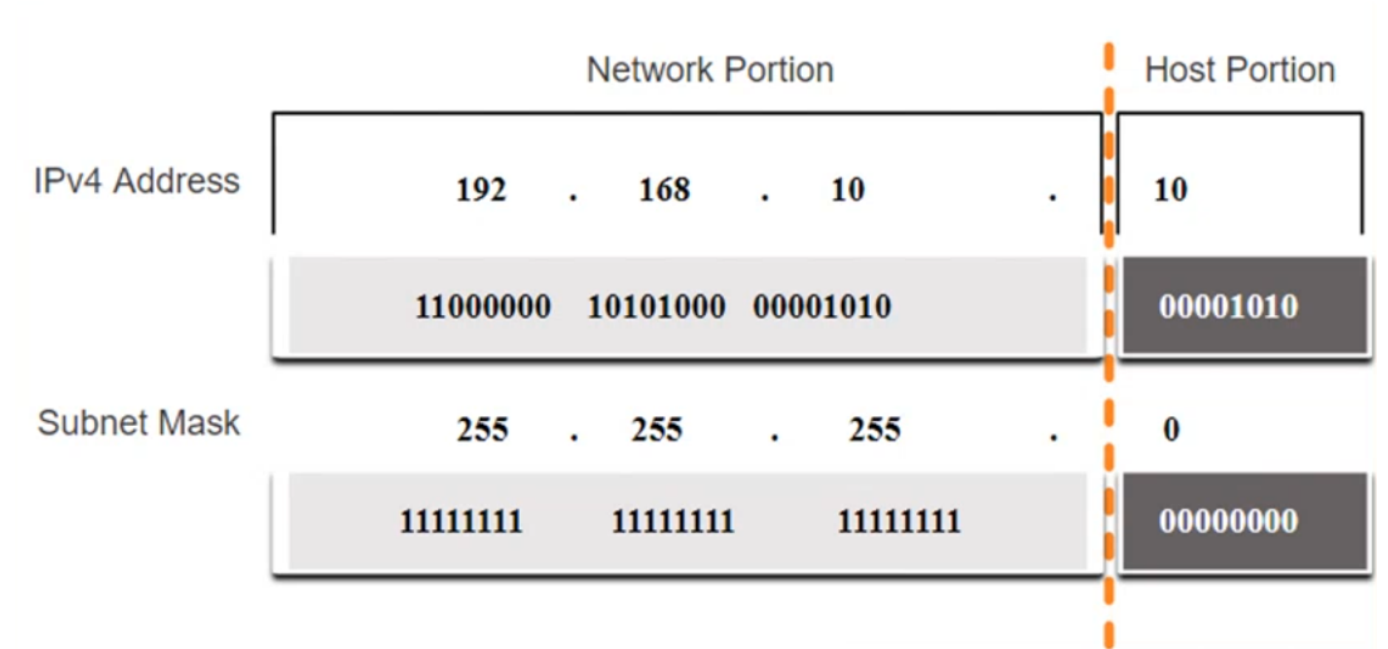 Network Portion Host Portion
IPv4 Address 192 . 168 . 10 . 10
11000000 10101000 00001010 00001010
Subnet Mask 255 . 255 . 255 . 0
11111111 11111111 11111111 00000000